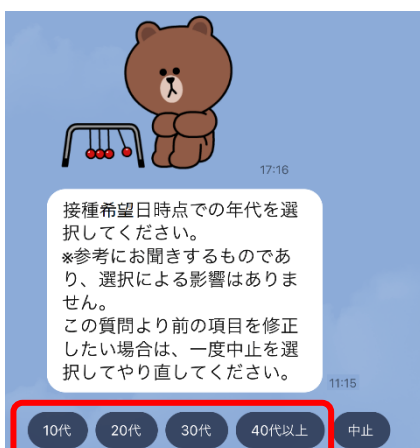 17:16
接種希望日時点での年代を選
択してください。
※参考にお聞きするものであ
り、選択による影響はありま
せん。
この質問より前の項目を修正
したい場合は、一度中止を選
択してやり直してください。
11:15
10代 20代 30代 40代以上 中止